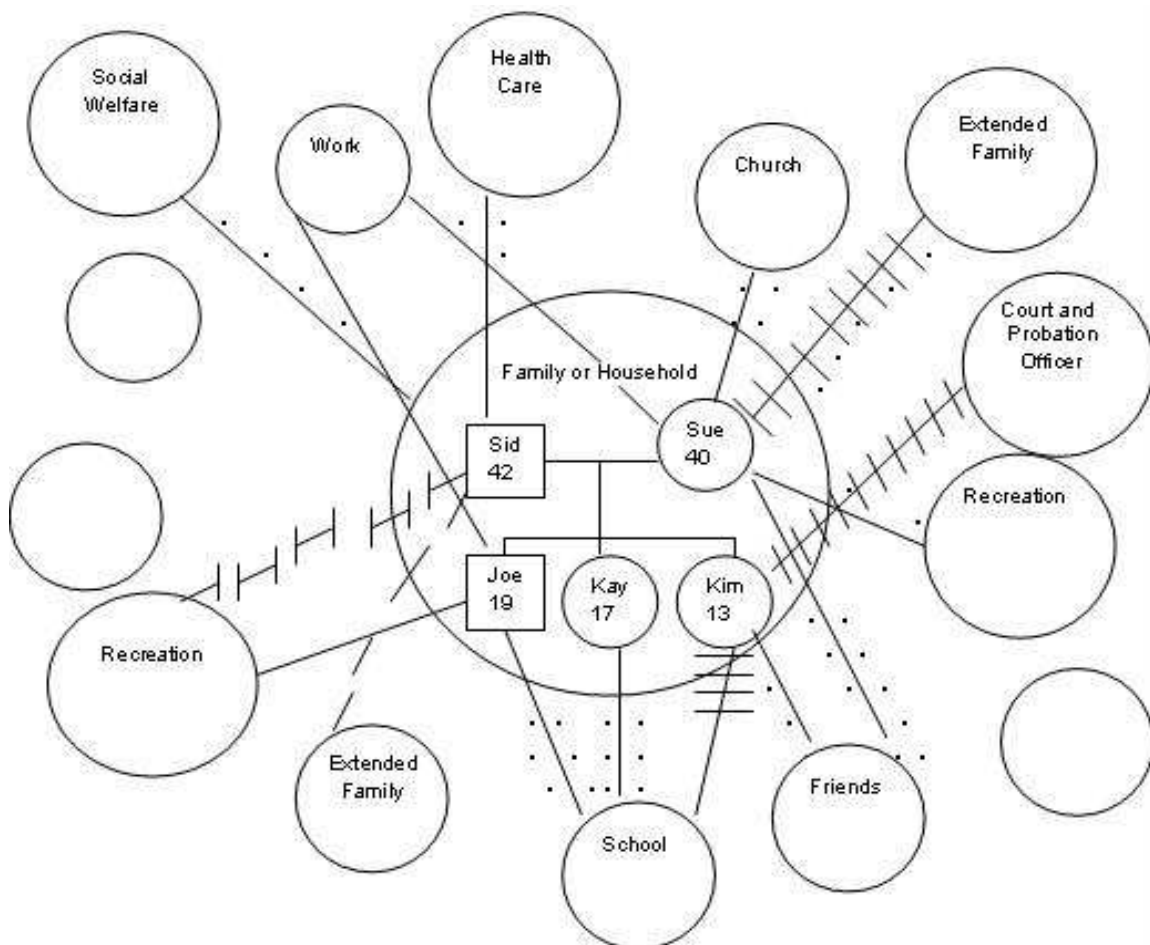 Social
Welfare
Work
Health
Care
Church
Extended
Family
Court and
Probation
Officer
Family or Household
Sid
42
Sue
40
Recreation
Joe
19
Kay
17
Kim
13
Recreation
Extended
Family
School
Friends